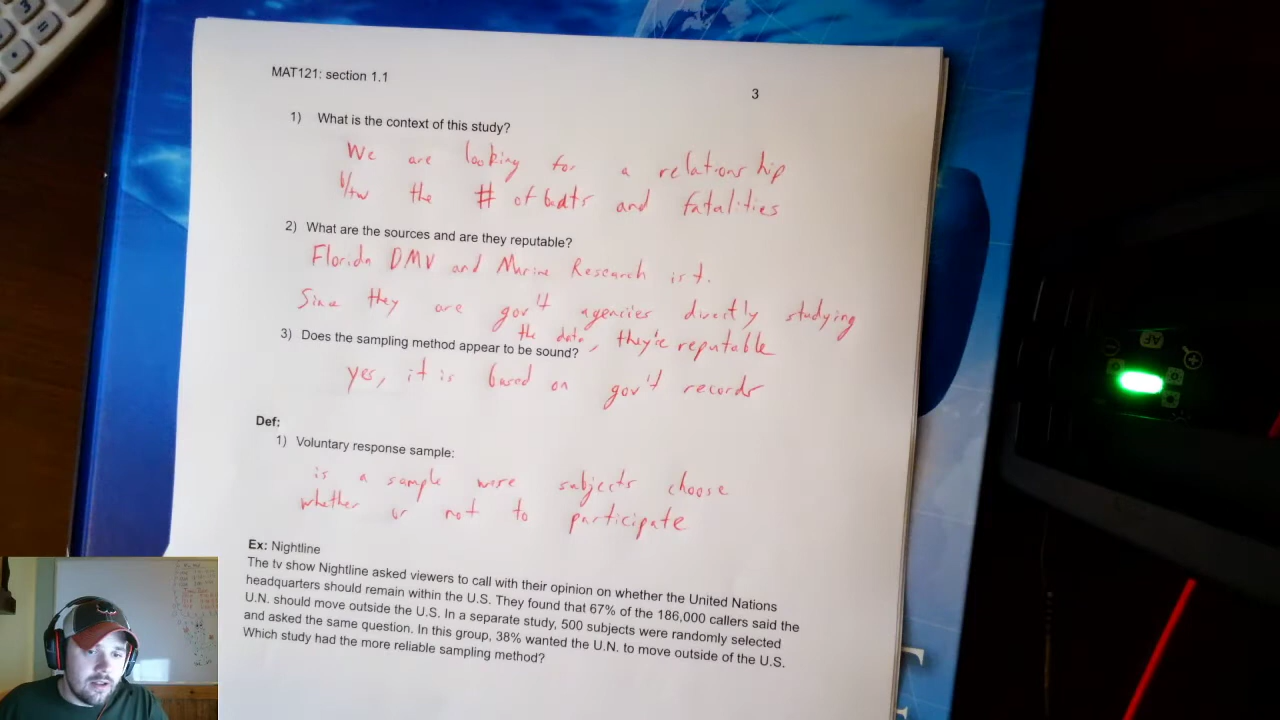 MAT121: section 1.1
3
1) What is the context of this study?
We are looking for a relationship
b/tw the # of boats and fatalities
2) What are the sources and are they reputable?
Florida DMV and Marine Research ist.
Since they are gov't agencies directly studying
the data, they're reputable
3) Does the sampling method appear to be sound?
yes, it is based on gov't records
Def:
1) Voluntary response sample:
is a sample were subjects choose
whether or not to participate
Ex: Nightline
The tv show Nightline asked viewers to call with their opinion on whether the United Nations
headquarters should remain within the U.S. They found that 67% of the 186,000 callers said the
U.N. should move outside the U.S. In a separate study, 500 subjects were randomly selected
and asked the same question. In this group, 38% wanted the U.N. to move outside of the U.S.
Which study had the more reliable sampling method?
AF